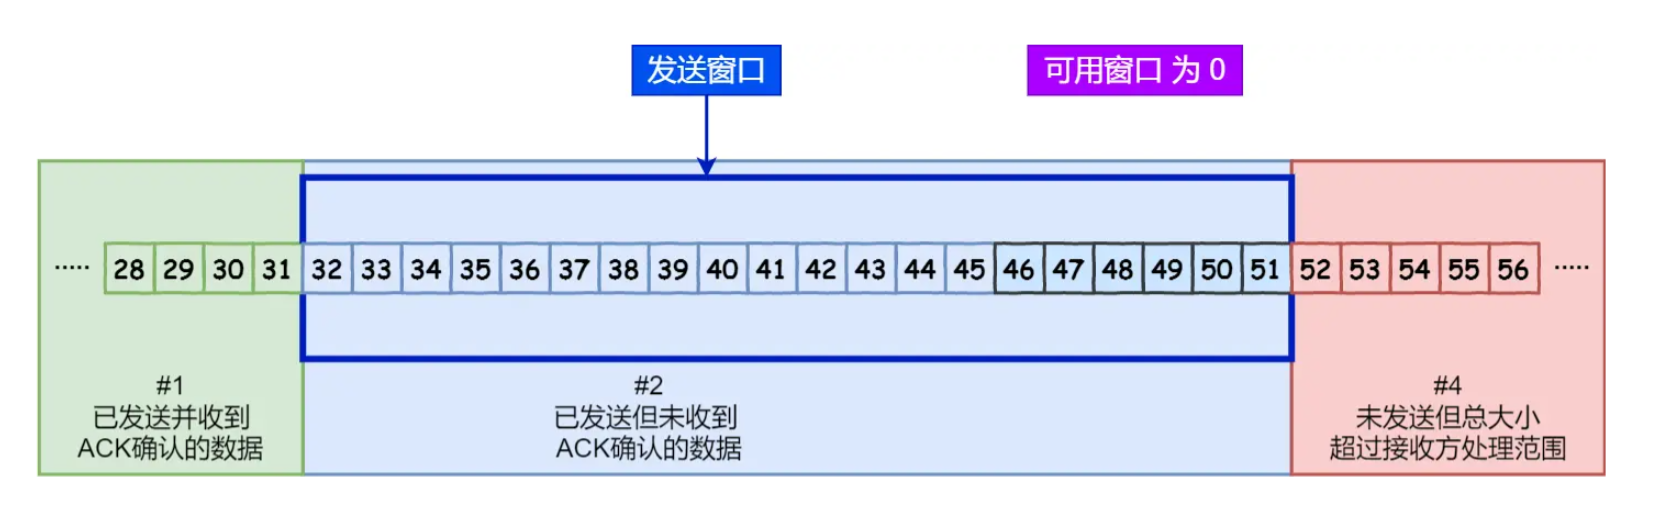 发送窗口
可用窗口 为 0
····· 28 29 30 31 32 33 34 35 36 37 38 39 40 41 42 43 44 45 46 47 48 49 50 51 52 53 54 55 56 ·····
#1
已发送并收到
ACK确认的数据
#2
已发送但未收到
ACK确认的数据
#4
未发送但总大小
超过接收方处理范围